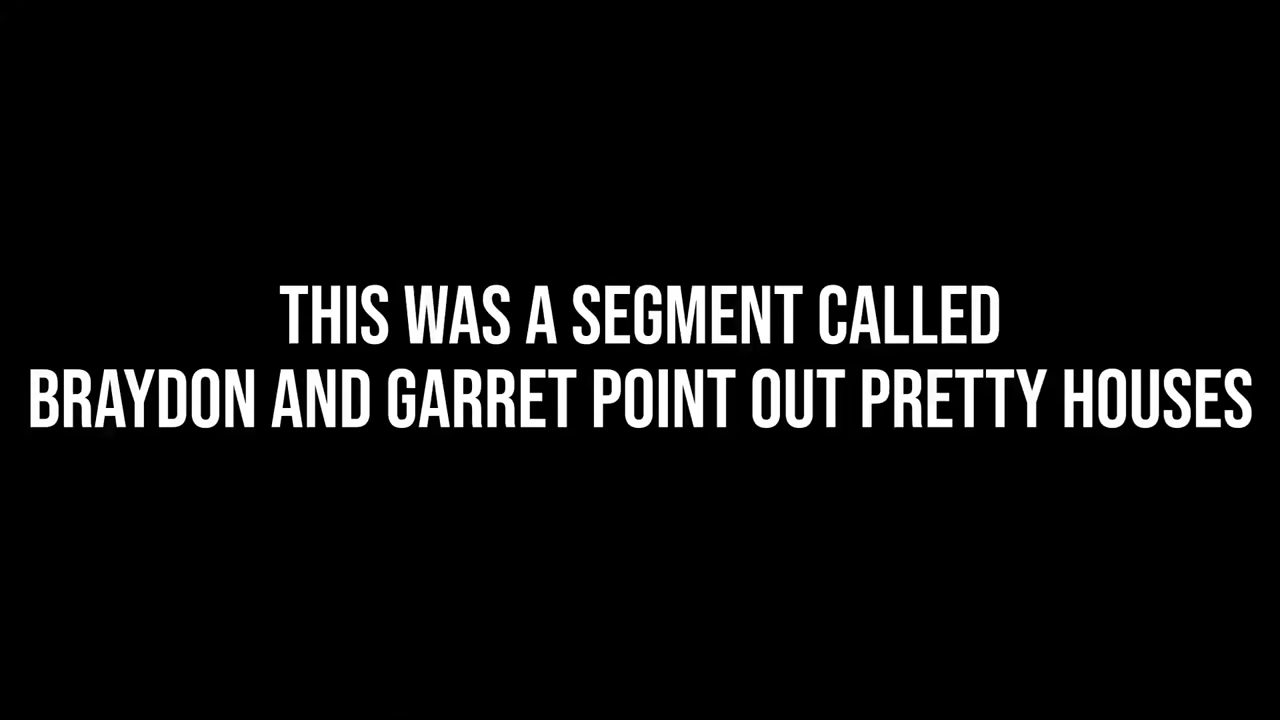 THIS WAS A SEGMENT CALLED
BRAYDON AND GARRET POINT OUT PRETTY HOUSES